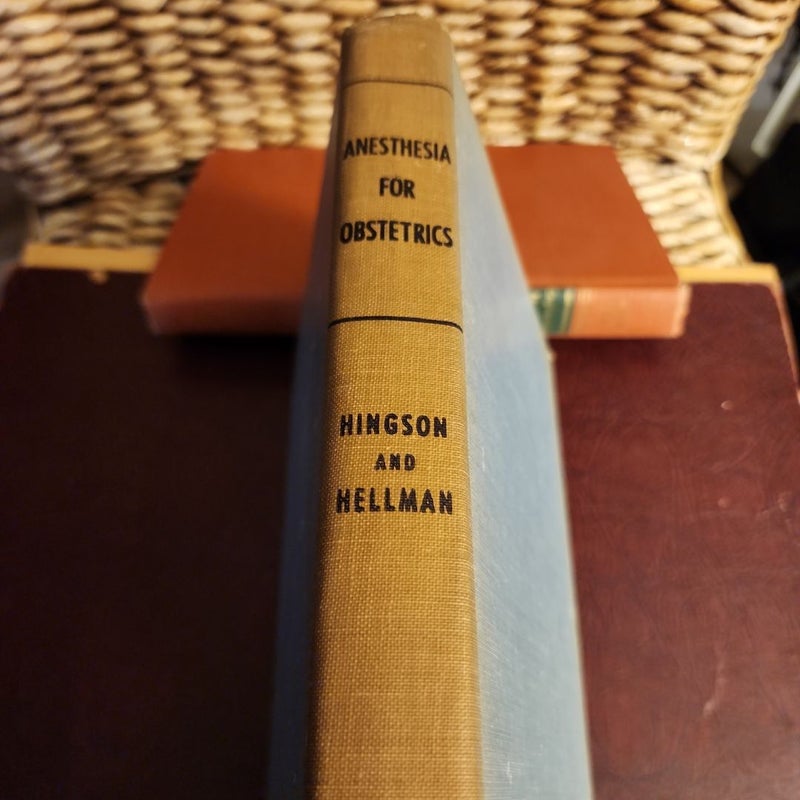 ANESTHESIA
FOR
OBSTETRICS
HINGSON
AND
HELLMAN